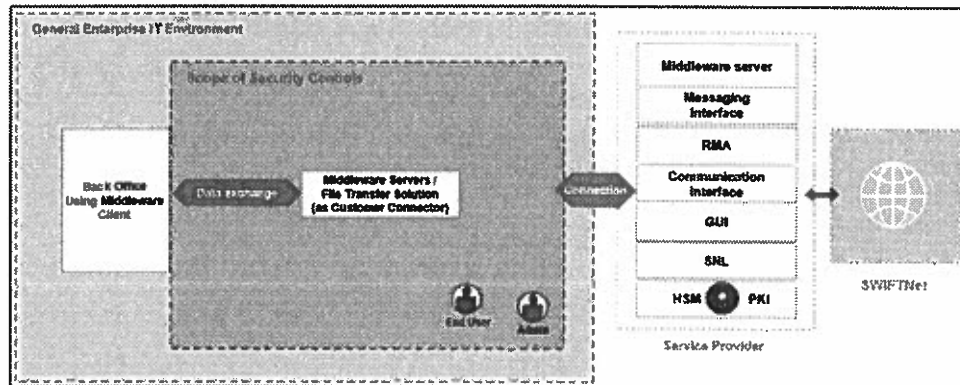 General Enterprise IT Environment
Scope of Security Controls
Back Office
Using Middleware
Client
Data exchange
Middleware Servers /
File Transfer Solution
(as Customer Connector)
End User
Admin
Connection
Middleware server
Messaging
Interface
RMA
Communication
Interface
GUI
SNL
HSM PKI
Service Provider
SWIFTNet